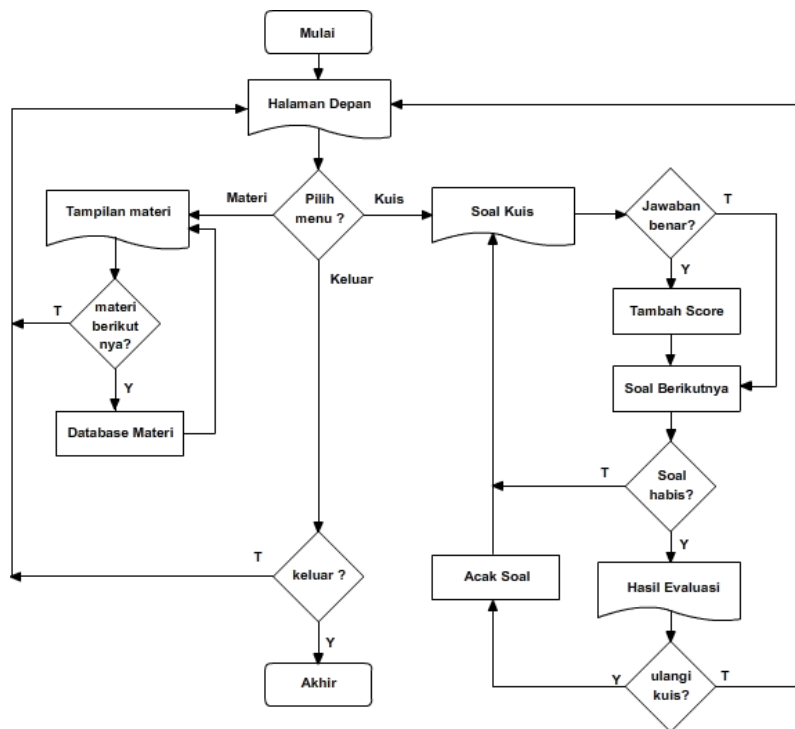 Mulai
Halaman Depan
Materi
Pilih
menu ?
Kuis
Keluar
Tampilan materi
T
materi
berikut
nya?
Y
Database Materi
T
keluar ?
Y
Akhir
Soal Kuis
Jawaban
benar?
T
Y
Tambah Score
Soal Berikutnya
T
Soal
habis?
Y
Acak Soal
Hasil Evaluasi
Y
ulangi
kuis?
T